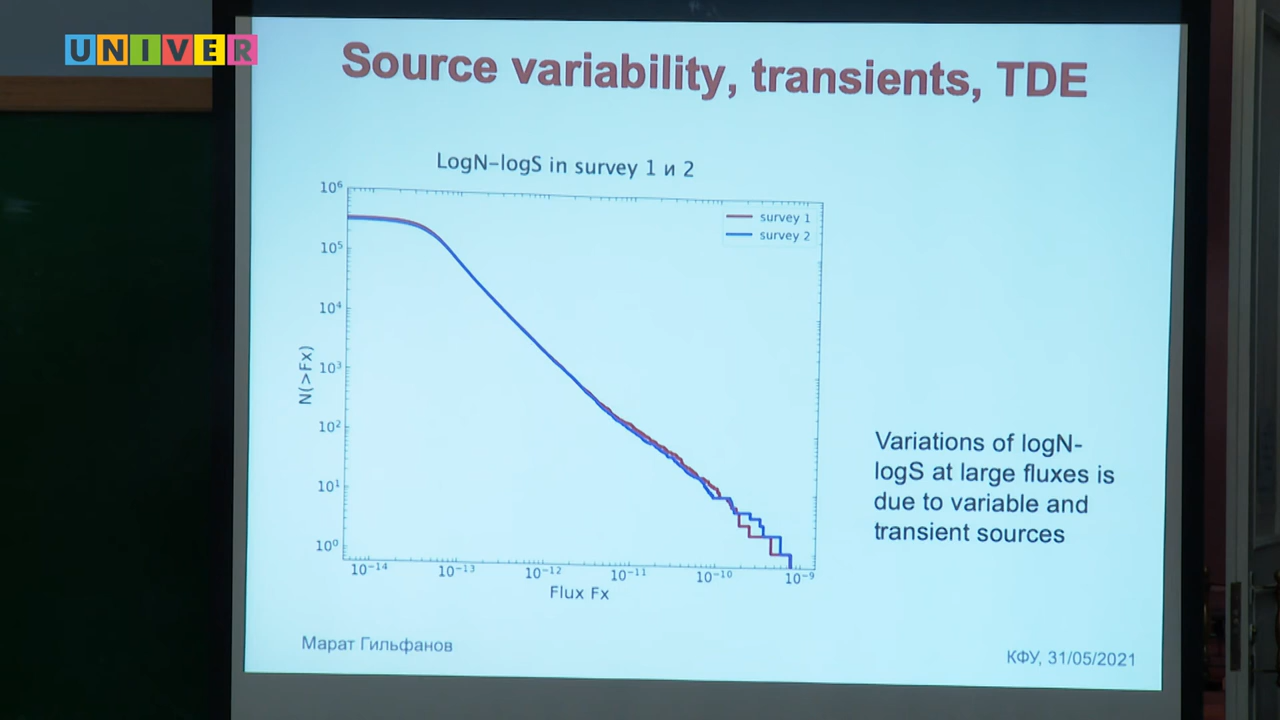 UNIVER
Source variability, transients, TDE
LogN-logS in survey 1 и 2
10⁶
10⁵
10⁴
10³
10²
10¹
10⁰
N(>Fx)
survey 1
survey 2
10⁻¹⁴
10⁻¹³
10⁻¹²
10⁻¹¹
10⁻¹⁰
10⁻⁹
Flux Fx
Variations of logN-
logS at large fluxes is
due to variable and
transient sources
Марат Гильфанов
КФУ, 31/05/2021